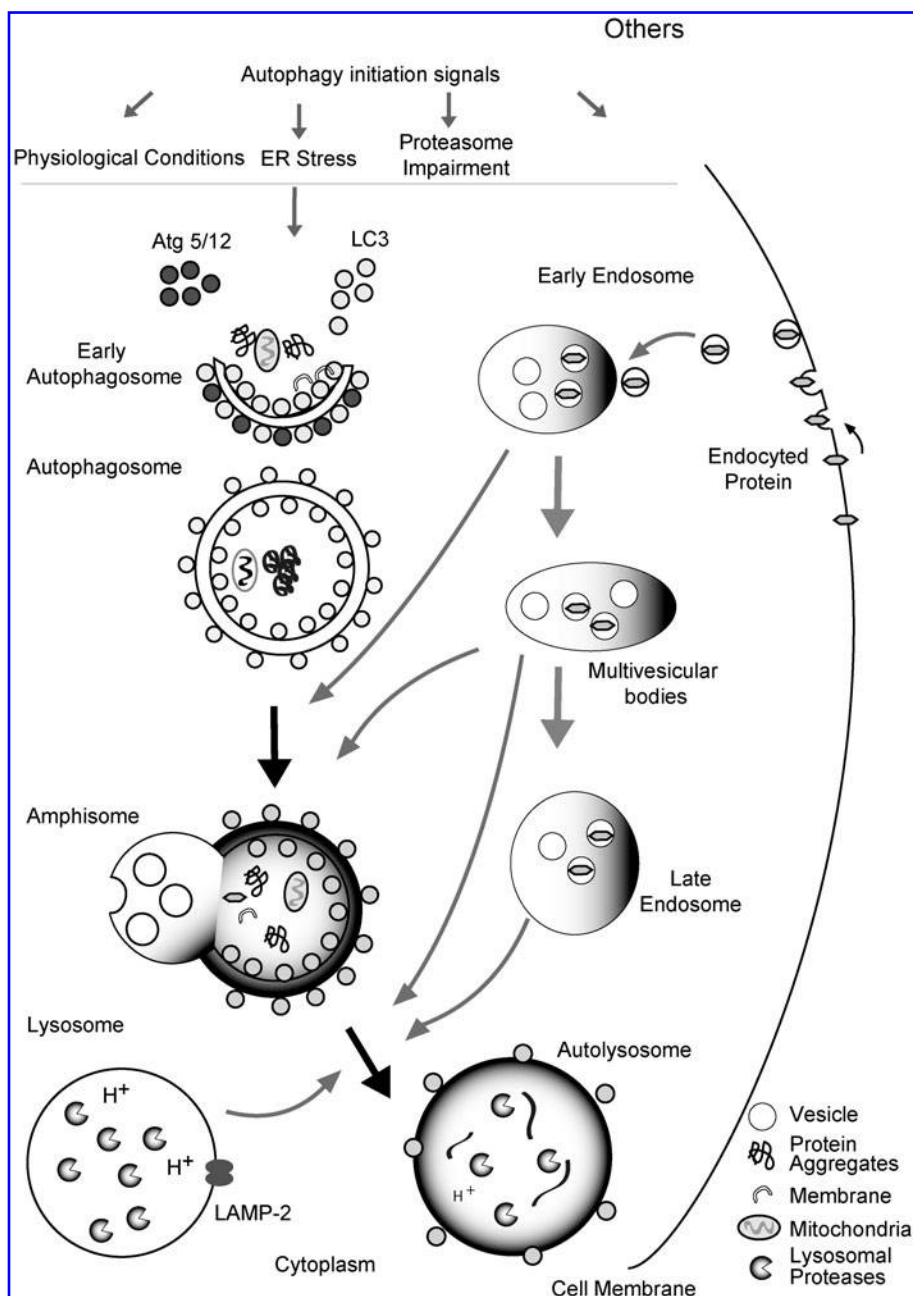 Others
Autophagy initiation signals
Physiological Conditions
ER Stress
Proteasome
Impairment
Atg 5/12
LC3
Early Endosome
Early
Autophagosome
Endocyted
Protein
Autophagosome
Multivesicular
bodies
Amphisome
Late
Endosome
Lysosome
Autolysosome
H+
H+
LAMP-2
H+
Cytoplasm
Cell Membrane
Vesicle
Protein
Aggregates
Membrane
Mitochondria
Lysosomal
Proteases